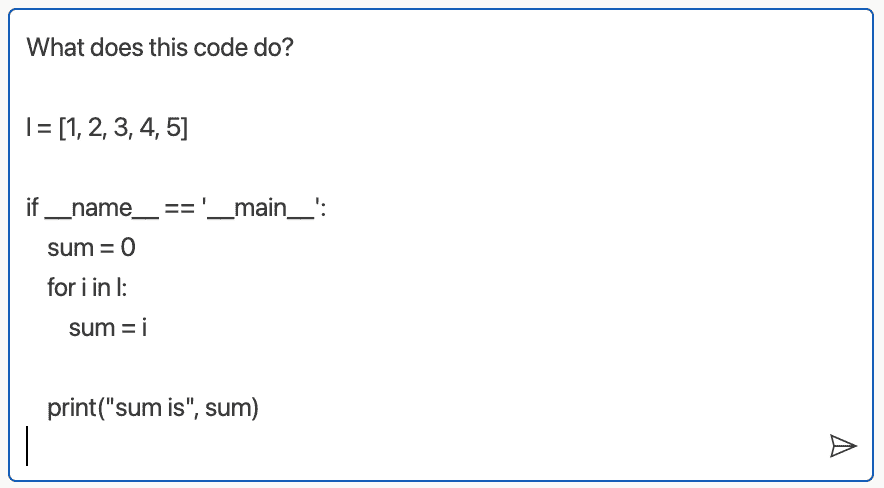 What does this code do?
l = [1, 2, 3, 4, 5]
if __name__ == '__main__':
sum = 0
for i in l:
sum = i
print("sum is", sum)